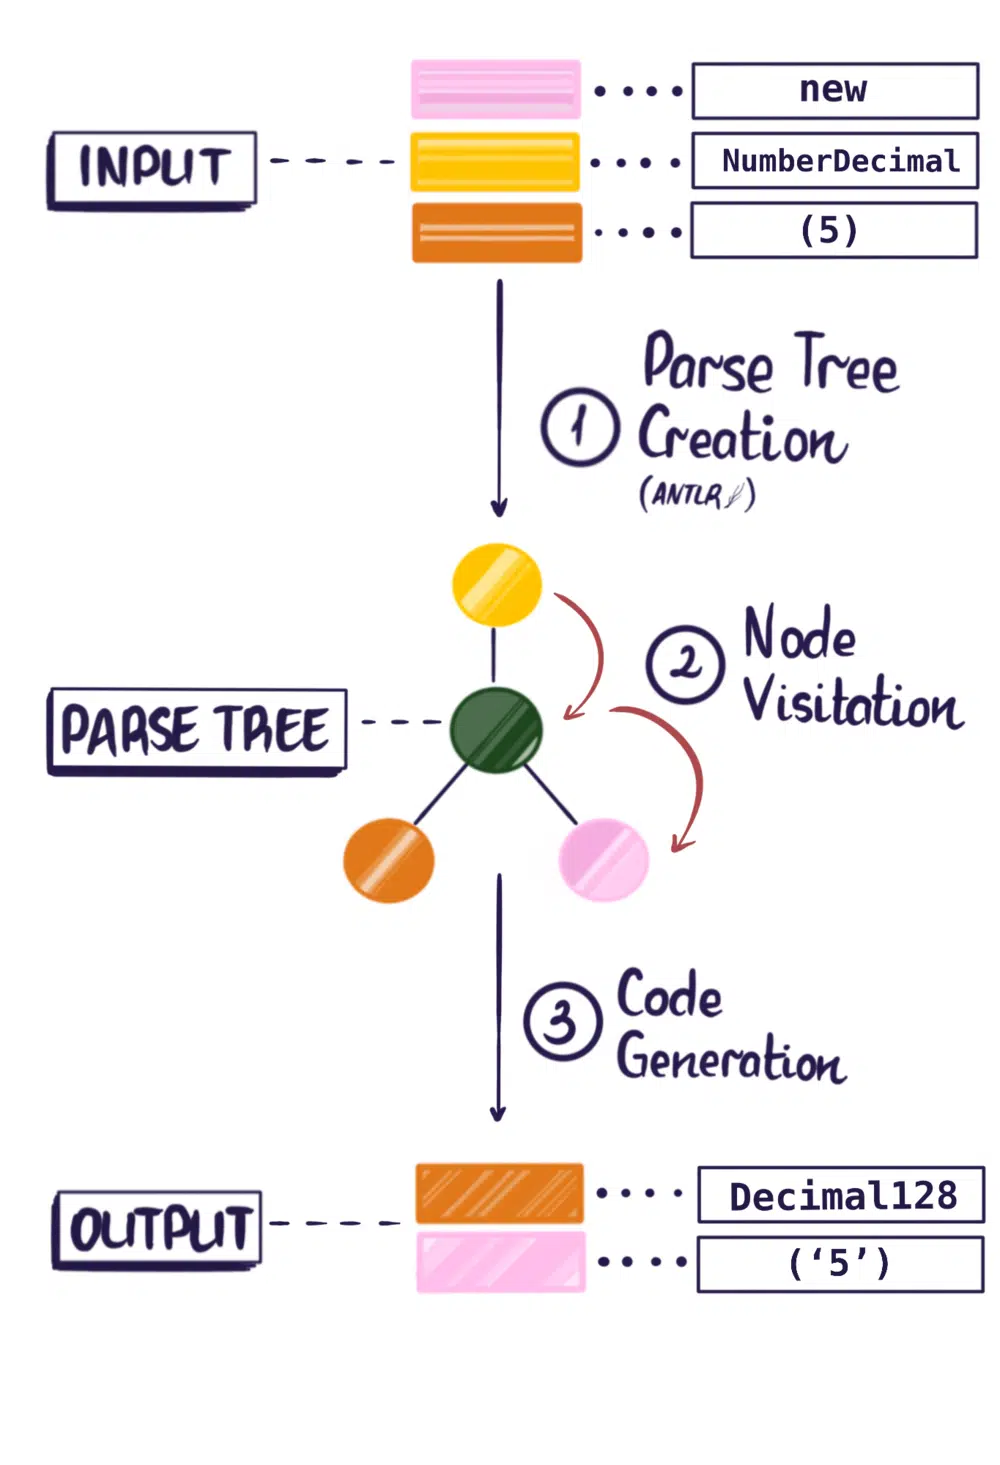 new
INPUT
NumberDecimal
(5)
1
Parse Tree
Creation
(ANTLR)
2
Node
Visitation
PARSE TREE
3
Code
Generation
OUTPUT
Decimal128
(‘5’)